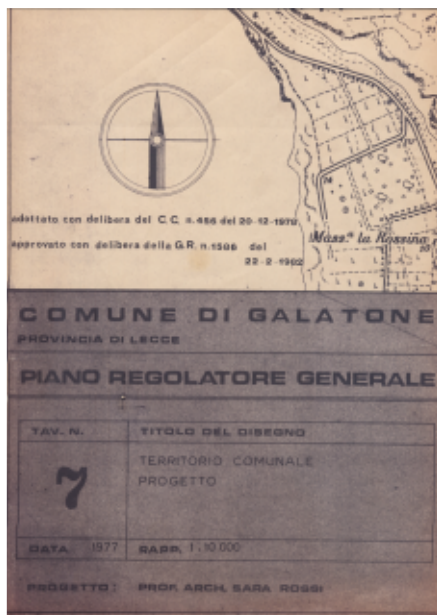 adottato con delibera del C.C. n. 466 del 20-12-1978
approvato con delibera della G.R. n. 1586 del
22-2-1982
Mass.ª la Rossina
COMUNE DI GALATONE
PROVINCIA DI LECCE
PIANO REGOLATORE GENERALE
TAV. N. TITOLO DEL DISEGNO
7 TERRITORIO COMUNALE
PROGETTO
DATA 1977 RAPP. 1:10.000
PROGETTO: PROF. ARCH. SARA ROSSI